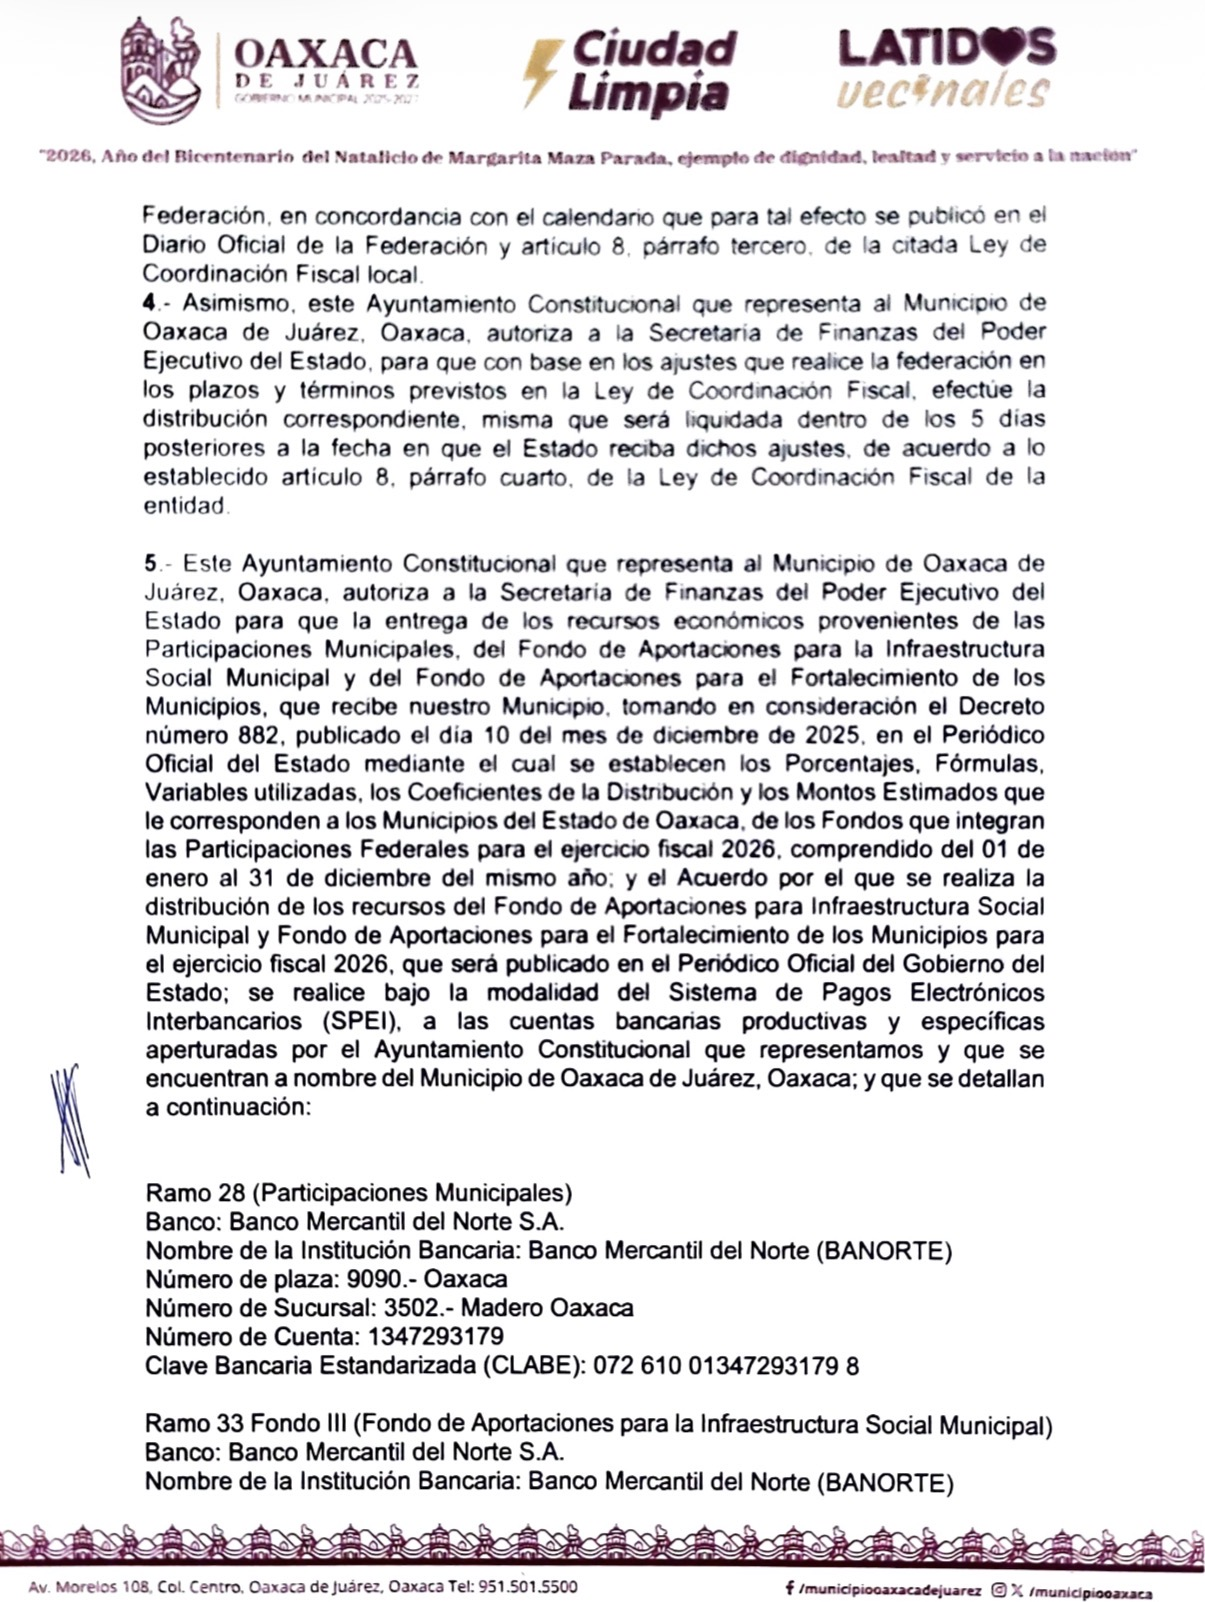 OAXACA
DE JUÁREZ
GOBIERNO MUNICIPAL 2025-2027
Ciudad
Limpia
LATIDOS
vecinales
"2026, Año del Bicentenario del Natalicio de Margarita Maza Parada, ejemplo de dignidad, lealtad y servicio a la nación"
Federación, en concordancia con el calendario que para tal efecto se publicó en el
Diario Oficial de la Federación y artículo 8, párrafo tercero, de la citada Ley de
Coordinación Fiscal local.
4.- Asimismo, este Ayuntamiento Constitucional que representa al Municipio de
Oaxaca de Juárez, Oaxaca, autoriza a la Secretaría de Finanzas del Poder
Ejecutivo del Estado, para que con base en los ajustes que realice la federación en
los plazos y términos previstos en la Ley de Coordinación Fiscal, efectúe la
distribución correspondiente, misma que será liquidada dentro de los 5 días
posteriores a la fecha en que el Estado reciba dichos ajustes, de acuerdo a lo
establecido artículo 8, párrafo cuarto, de la Ley de Coordinación Fiscal de la
entidad.
5.- Este Ayuntamiento Constitucional que representa al Municipio de Oaxaca de
Juárez, Oaxaca, autoriza a la Secretaría de Finanzas del Poder Ejecutivo del
Estado para que la entrega de los recursos económicos provenientes de las
Participaciones Municipales, del Fondo de Aportaciones para la Infraestructura
Social Municipal y del Fondo de Aportaciones para el Fortalecimiento de los
Municipios, que recibe nuestro Municipio, tomando en consideración el Decreto
número 882, publicado el día 10 del mes de diciembre de 2025, en el Periódico
Oficial del Estado mediante el cual se establecen los Porcentajes, Fórmulas,
Variables utilizadas, los Coeficientes de la Distribución y los Montos Estimados que
le corresponden a los Municipios del Estado de Oaxaca, de los Fondos que integran
las Participaciones Federales para el ejercicio fiscal 2026, comprendido del 01 de
enero al 31 de diciembre del mismo año; y el Acuerdo por el que se realiza la
distribución de los recursos del Fondo de Aportaciones para Infraestructura Social
Municipal y Fondo de Aportaciones para el Fortalecimiento de los Municipios para
el ejercicio fiscal 2026, que será publicado en el Periódico Oficial del Gobierno del
Estado; se realice bajo la modalidad del Sistema de Pagos Electrónicos
Interbancarios (SPEI), a las cuentas bancarias productivas y específicas
aperturadas por el Ayuntamiento Constitucional que representamos y que se
encuentran a nombre del Municipio de Oaxaca de Juárez, Oaxaca; y que se detallan
a continuación:
Ramo 28 (Participaciones Municipales)
Banco: Banco Mercantil del Norte S.A.
Nombre de la Institución Bancaria: Banco Mercantil del Norte (BANORTE)
Número de plaza: 9090.- Oaxaca
Número de Sucursal: 3502.- Madero Oaxaca
Número de Cuenta: 1347293179
Clave Bancaria Estandarizada (CLABE): 072 610 01347293179 8
Ramo 33 Fondo III (Fondo de Aportaciones para la Infraestructura Social Municipal)
Banco: Banco Mercantil del Norte S.A.
Nombre de la Institución Bancaria: Banco Mercantil del Norte (BANORTE)
Av. Morelos 108, Col. Centro, Oaxaca de Juárez, Oaxaca Tel: 951.501.5500
/municipiooaxacadejuarez /municipiooaxaca